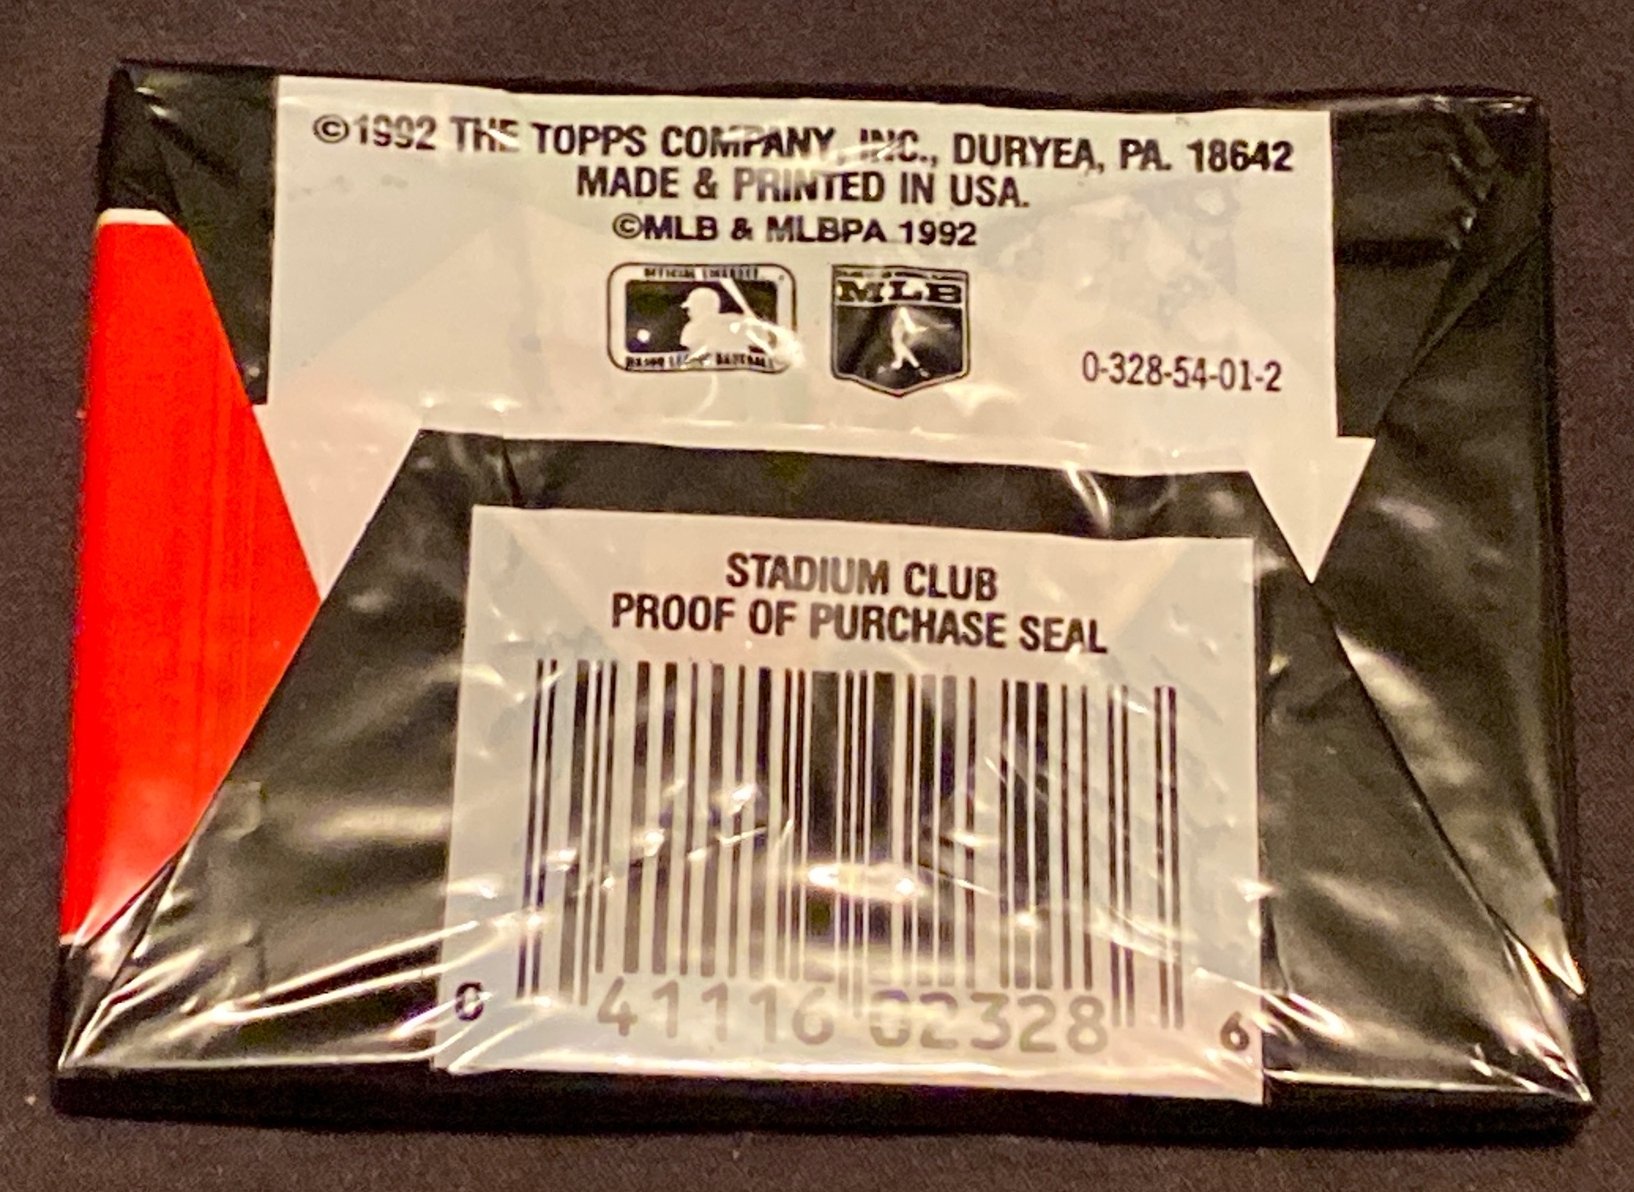 ©1992 THE TOPPS COMPANY, INC., DURYEA, PA. 18642
MADE & PRINTED IN USA.
©MLB & MLBPA 1992
MLB
0-328-54-01-2
STADIUM CLUB
PROOF OF PURCHASE SEAL
0 41116 02328 6